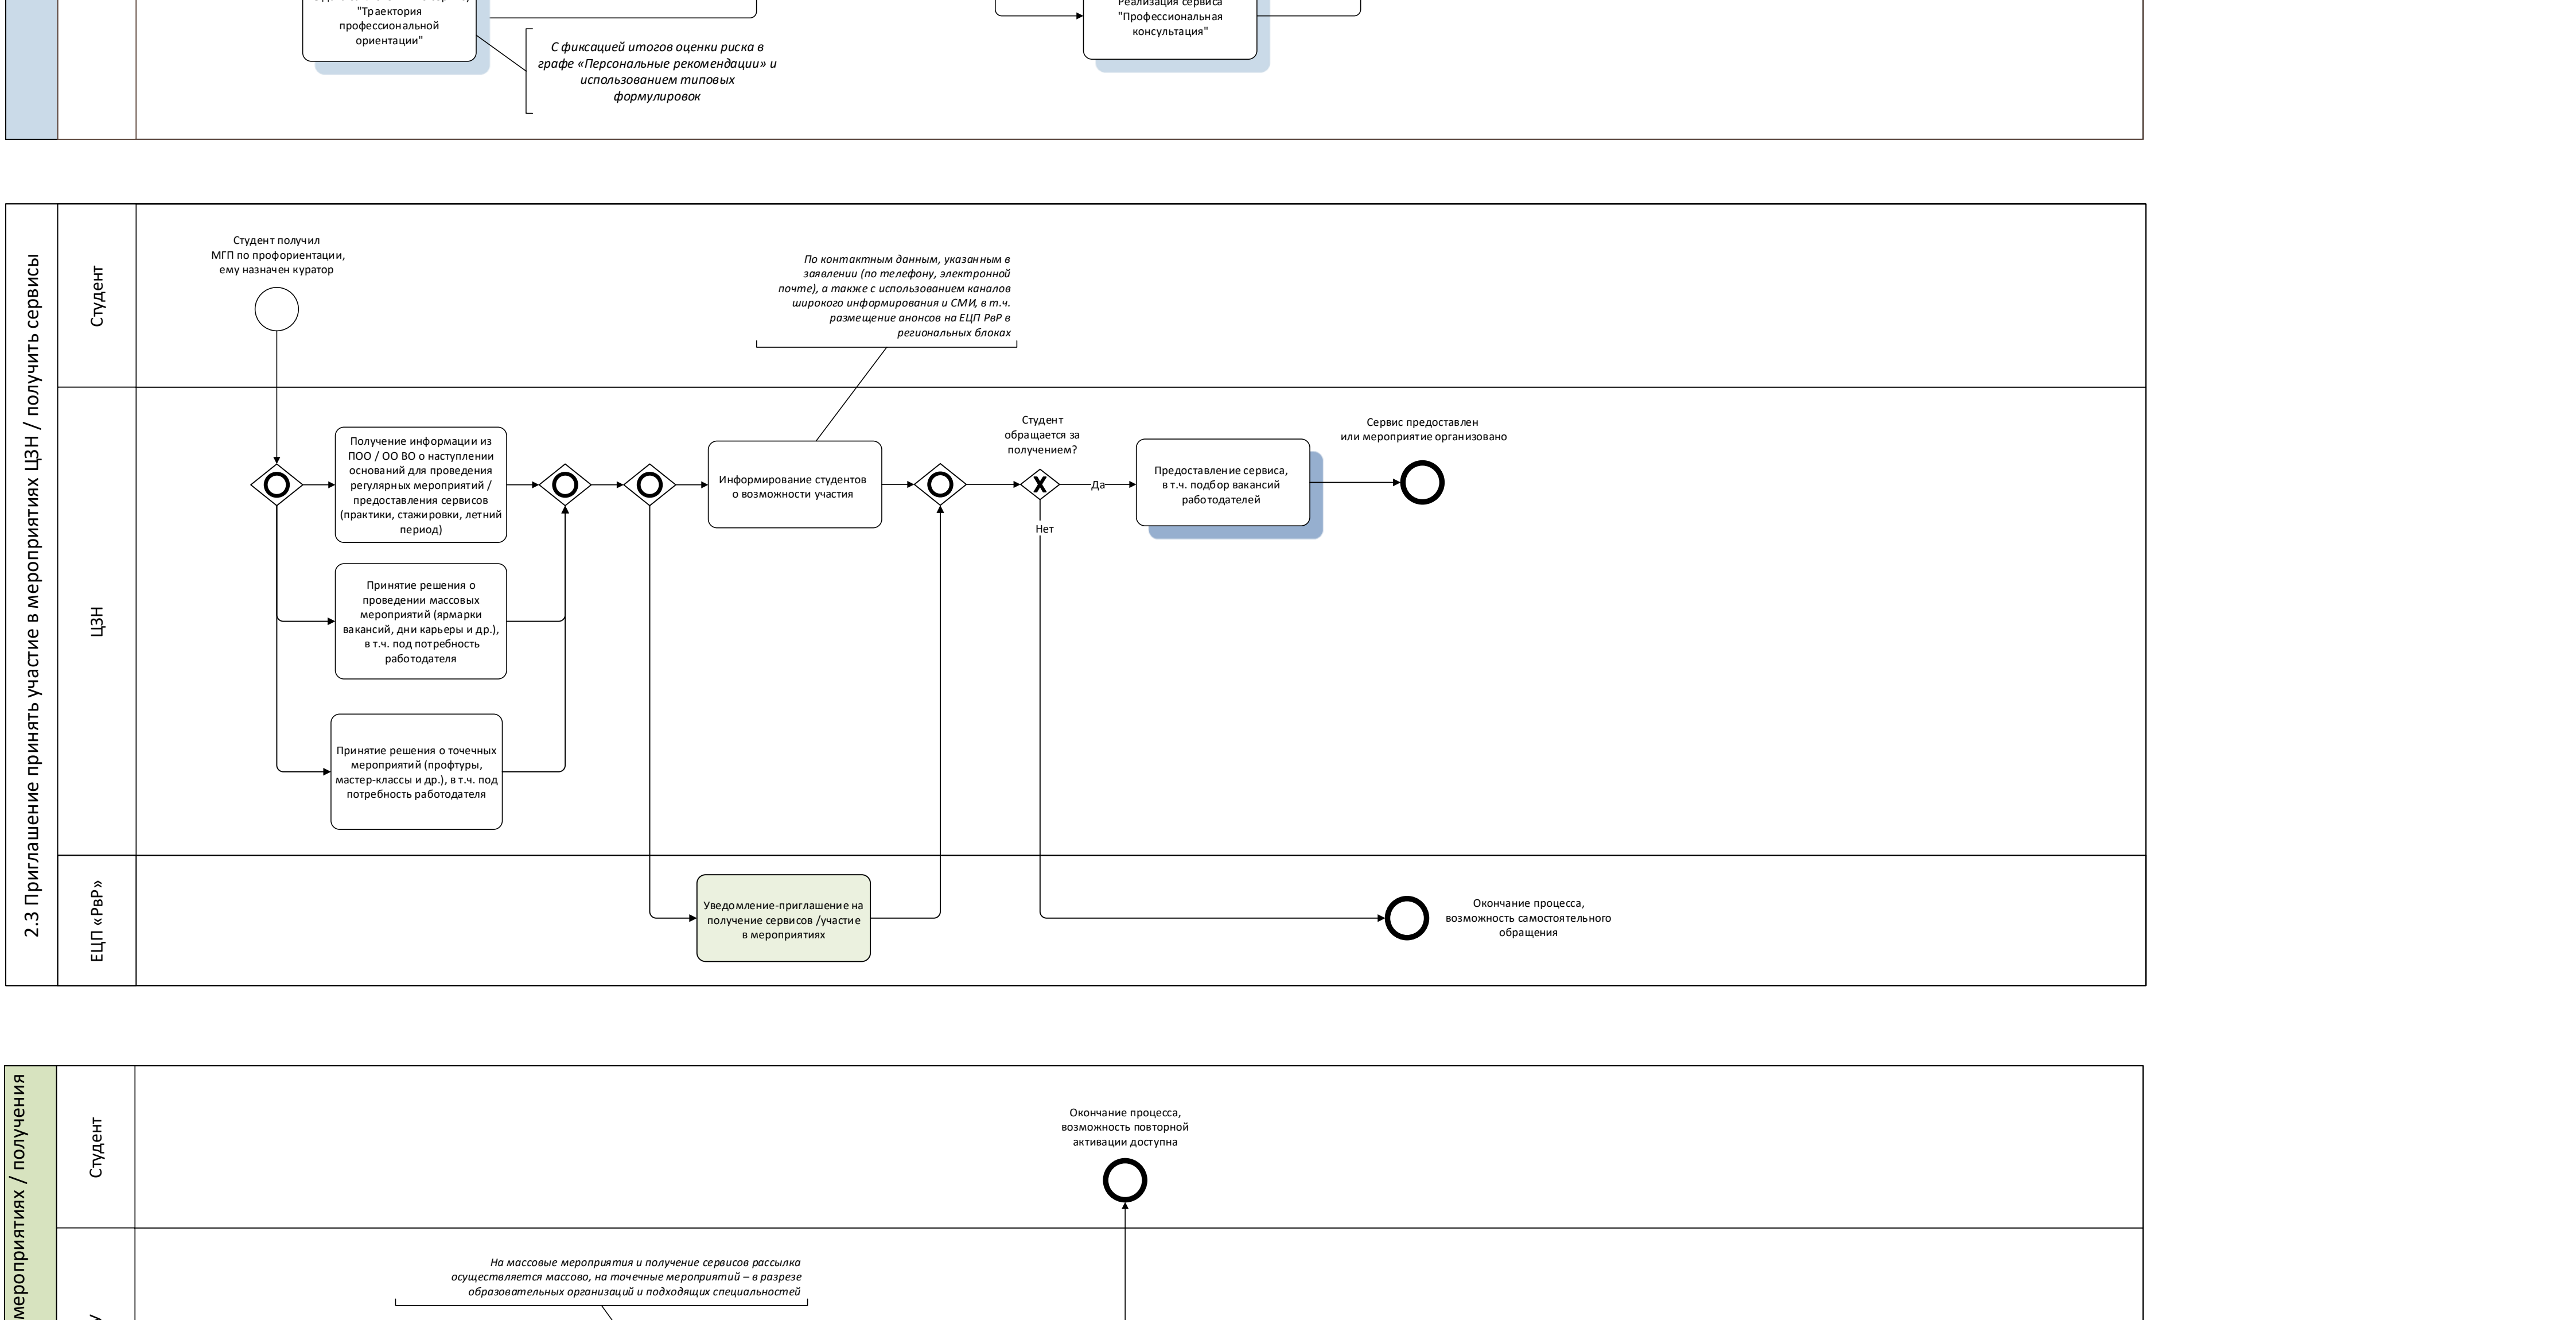 "Траектория
профессиональной
ориентации"
С фиксацией итогов оценки риска в
графе «Персональные рекомендации» и
использованием типовых
формулировок
Реализация сервиса
"Профессиональная
консультация"
2.3 Приглашение принять участие в мероприятиях ЦЗН / получить сервисы
Студент
Студент получил
МГП по профориентации,
ему назначен куратор
По контактным данным, указанным в
заявлении (по телефону, электронной
почте), а также с использованием каналов
широкого информирования и СМИ, в т.ч.
размещение анонсов на ЕЦП РвР в
региональных блоках
ЦЗН
Получение информации из
ПОО / ОО ВО о наступлении
оснований для проведения
регулярных мероприятий /
предоставления сервисов
(практики, стажировки, летний
период)
Принятие решения о
проведении массовых
мероприятий (ярмарки
вакансий, дни карьеры и др.),
в т.ч. под потребность
работодателя
Принятие решения о точечных
мероприятий (профтуры,
мастер-классы и др.), в т.ч. под
потребность работодателя
Информирование студентов
о возможности участия
Студент
обращается за
получением?
X
Да
Нет
Предоставление сервиса,
в т.ч. подбор вакансий
работодателей
Сервис предоставлен
или мероприятие организовано
ЕЦП «РвР»
Уведомление-приглашение на
получение сервисов /участие
в мероприятиях
Окончание процесса,
возможность самостоятельного
обращения
мероприятиях / получения
Студент
Окончание процесса,
возможность повторной
активации доступна
На массовые мероприятия и получение сервисов рассылка
осуществляется массово, на точечные мероприятий – в разрезе
образовательных организаций и подходящих специальностей